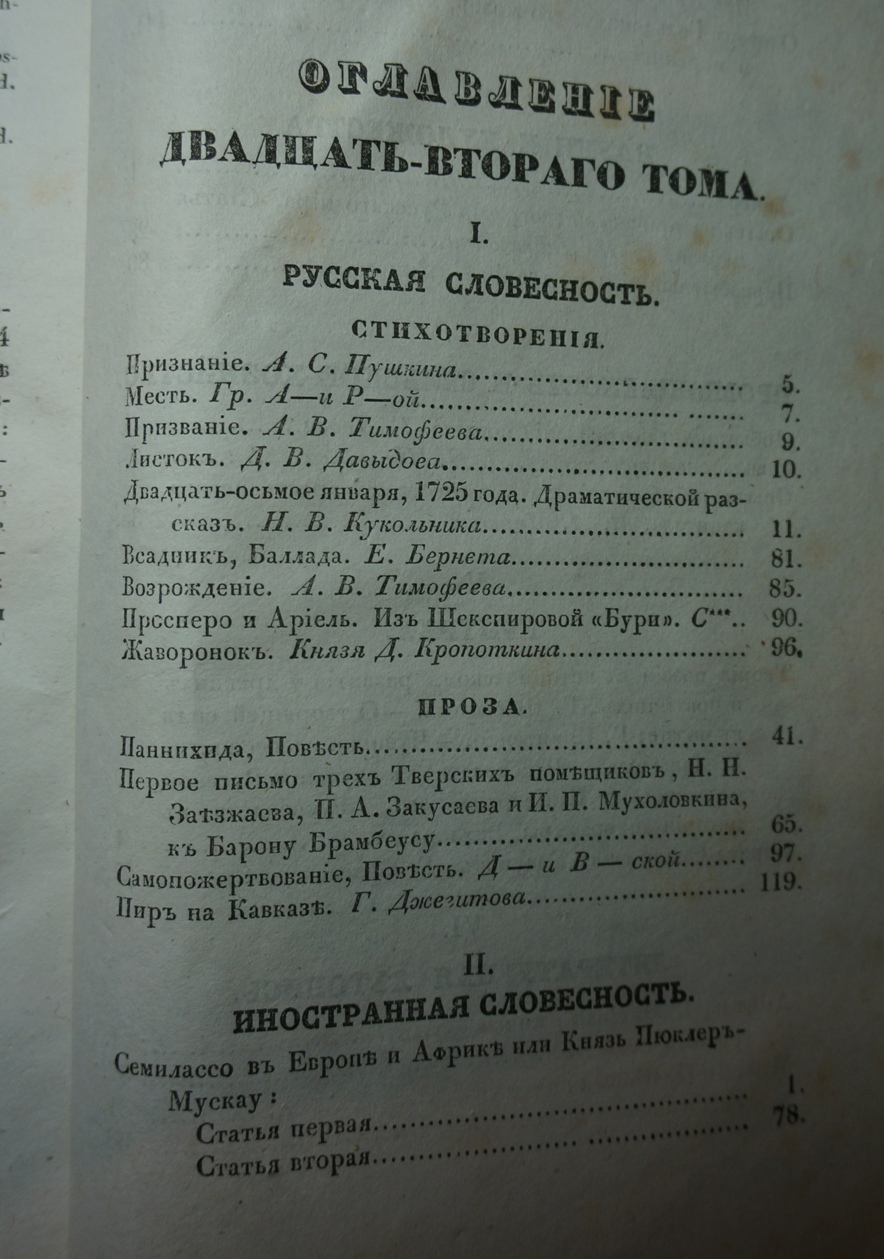 ОГЛАВЛЕНІЕ
ДВАДЦАТЬ-ВТОРАГО ТОМА.
I.
РУССКАЯ СЛОВЕСНОСТЬ.
СТИХОТВОРЕНІЯ.
Признаніе. А. С. Пушкина........................ 5.
Месть. Гр. А—и Р—ой........................ 7.
Призваніе. А. В. Тимофеева........................ 9.
Листокъ. Д. В. Давыдова........................ 10.
Двадцать-осьмое января, 1725 года. Драматической раз-
сказъ. Н. В. Кукольника........................ 11.
Всадникъ, Баллада. Е. Бернета........................ 81.
Возрожденіе. А. В. Тимофеева........................ 85.
Просперо и Аріель. Изъ Шекспировой «Бури». С***.. 90.
Жаворонокъ. Князя Д. Кропоткина........................ 96.
ПРОЗА.
Паннихида, Повѣсть........................ 41.
Первое письмо трехъ Тверскихъ помѣщиковъ, Н. Н.
Заѣзжаева, П. А. Закусаева и И. П. Мухоловкина,
къ Барону Брамбеусу........................ 65.
Самопожертвованіе, Повѣсть. Д — и В — ской........ 97.
Пиръ на Кавказѣ. Г. Джегитова........................ 119.
II.
ИНОСТРАННАЯ СЛОВЕСНОСТЬ.
Семилассо въ Европѣ и Африкѣ или Князь Пюклеръ-
Мускау:
Статья первая........................ 1.
Статья вторая........................ 78.